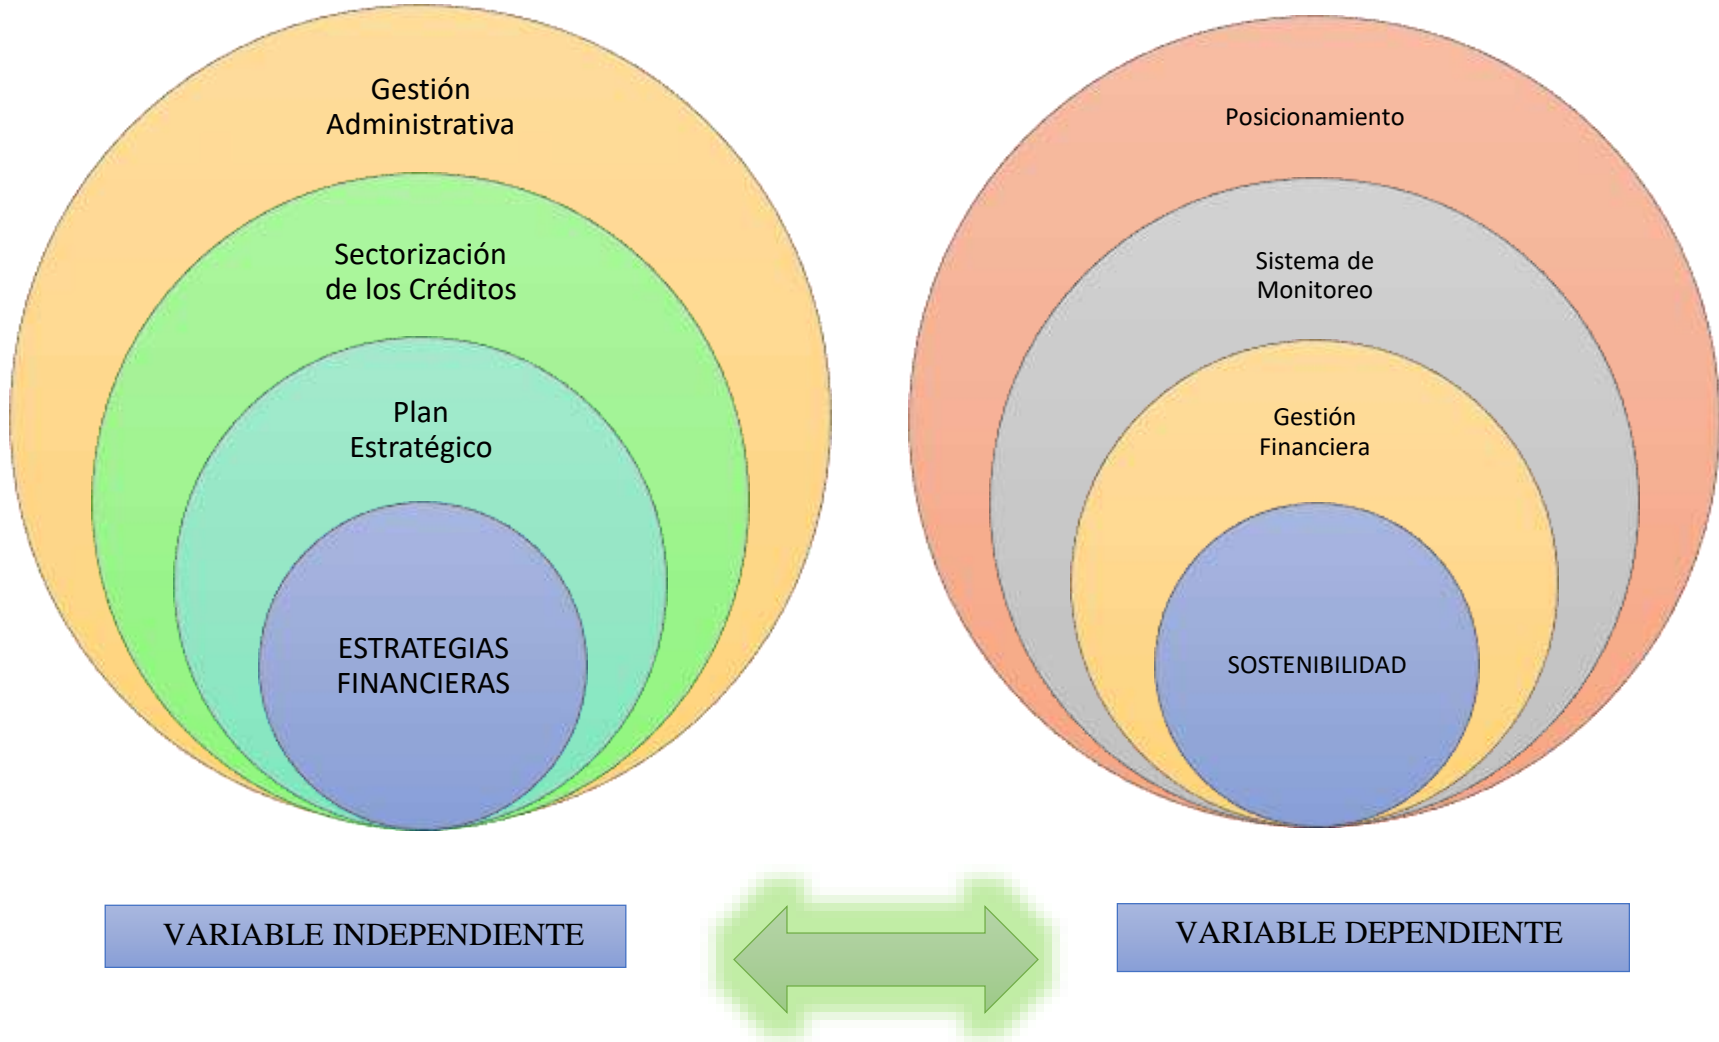 Gestión
Administrativa
Sectorización
de los Créditos
Plan
Estratégico
ESTRATEGIAS
FINANCIERAS
Posicionamiento
Sistema de
Monitoreo
Gestión
Financiera
SOSTENIBILIDAD
VARIABLE INDEPENDIENTE
VARIABLE DEPENDIENTE